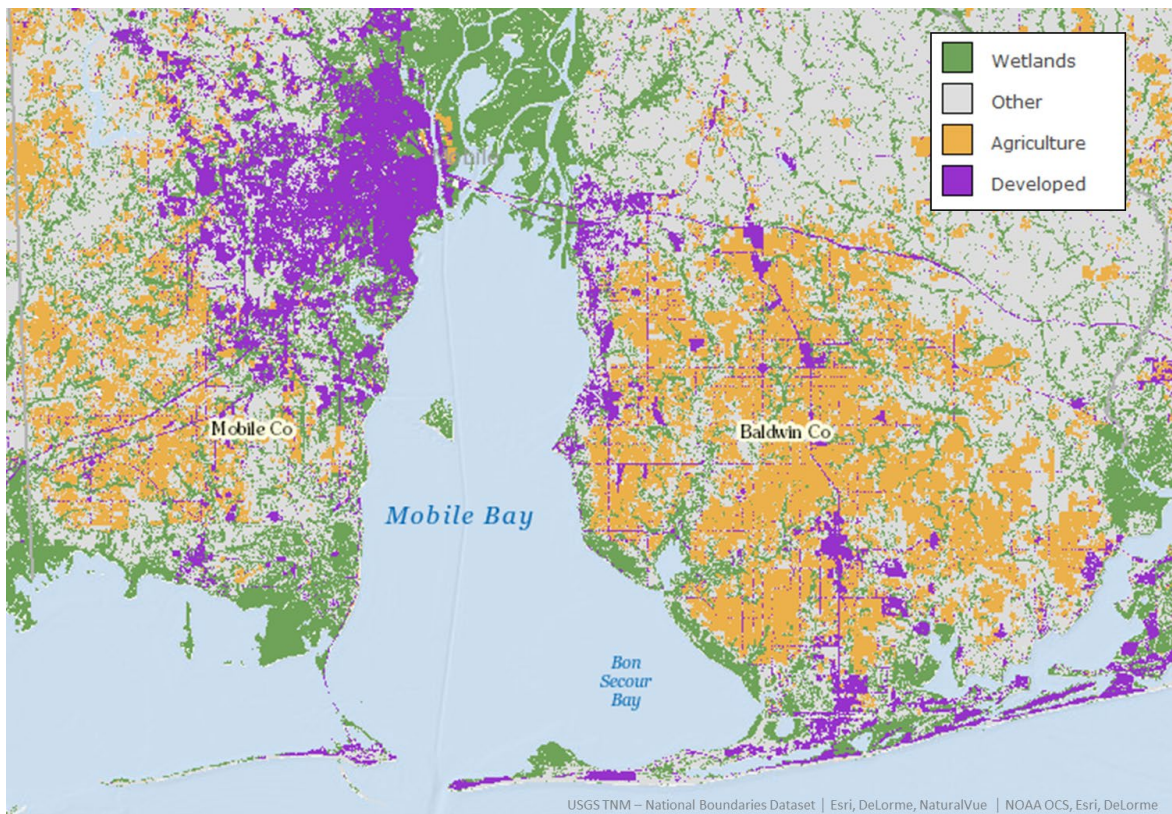 Wetlands
Other
Agriculture
Developed
Mobile
Mobile Co
Baldwin Co
Mobile Bay
Bon
Secour
Bay
USGS TNM – National Boundaries Dataset | Esri, DeLorme, NaturalVue | NOAA OCS, Esri, DeLorme